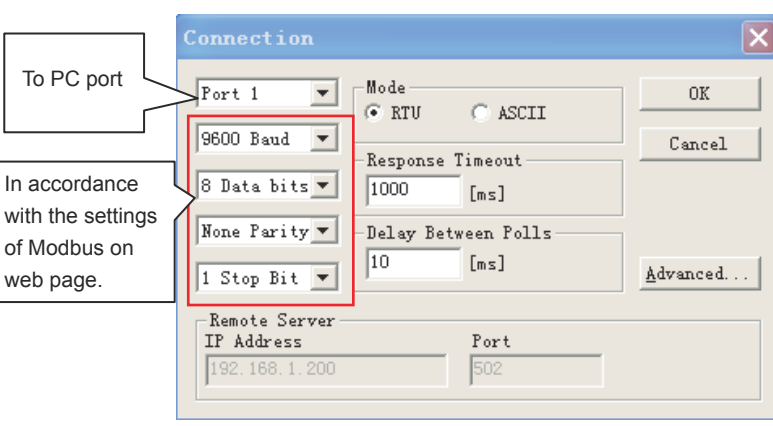 Connection
To PC port
Port 1
Mode
RTU
ASCII
OK
9600 Baud
Cancel
In accordance
with the settings
of Modbus on
web page.
8 Data bits
Response Timeout
1000
[ms]
None Parity
Delay Between Polls
10
[ms]
1 Stop Bit
Advanced...
Remote Server
IP Address
Port
192.168.1.200
502